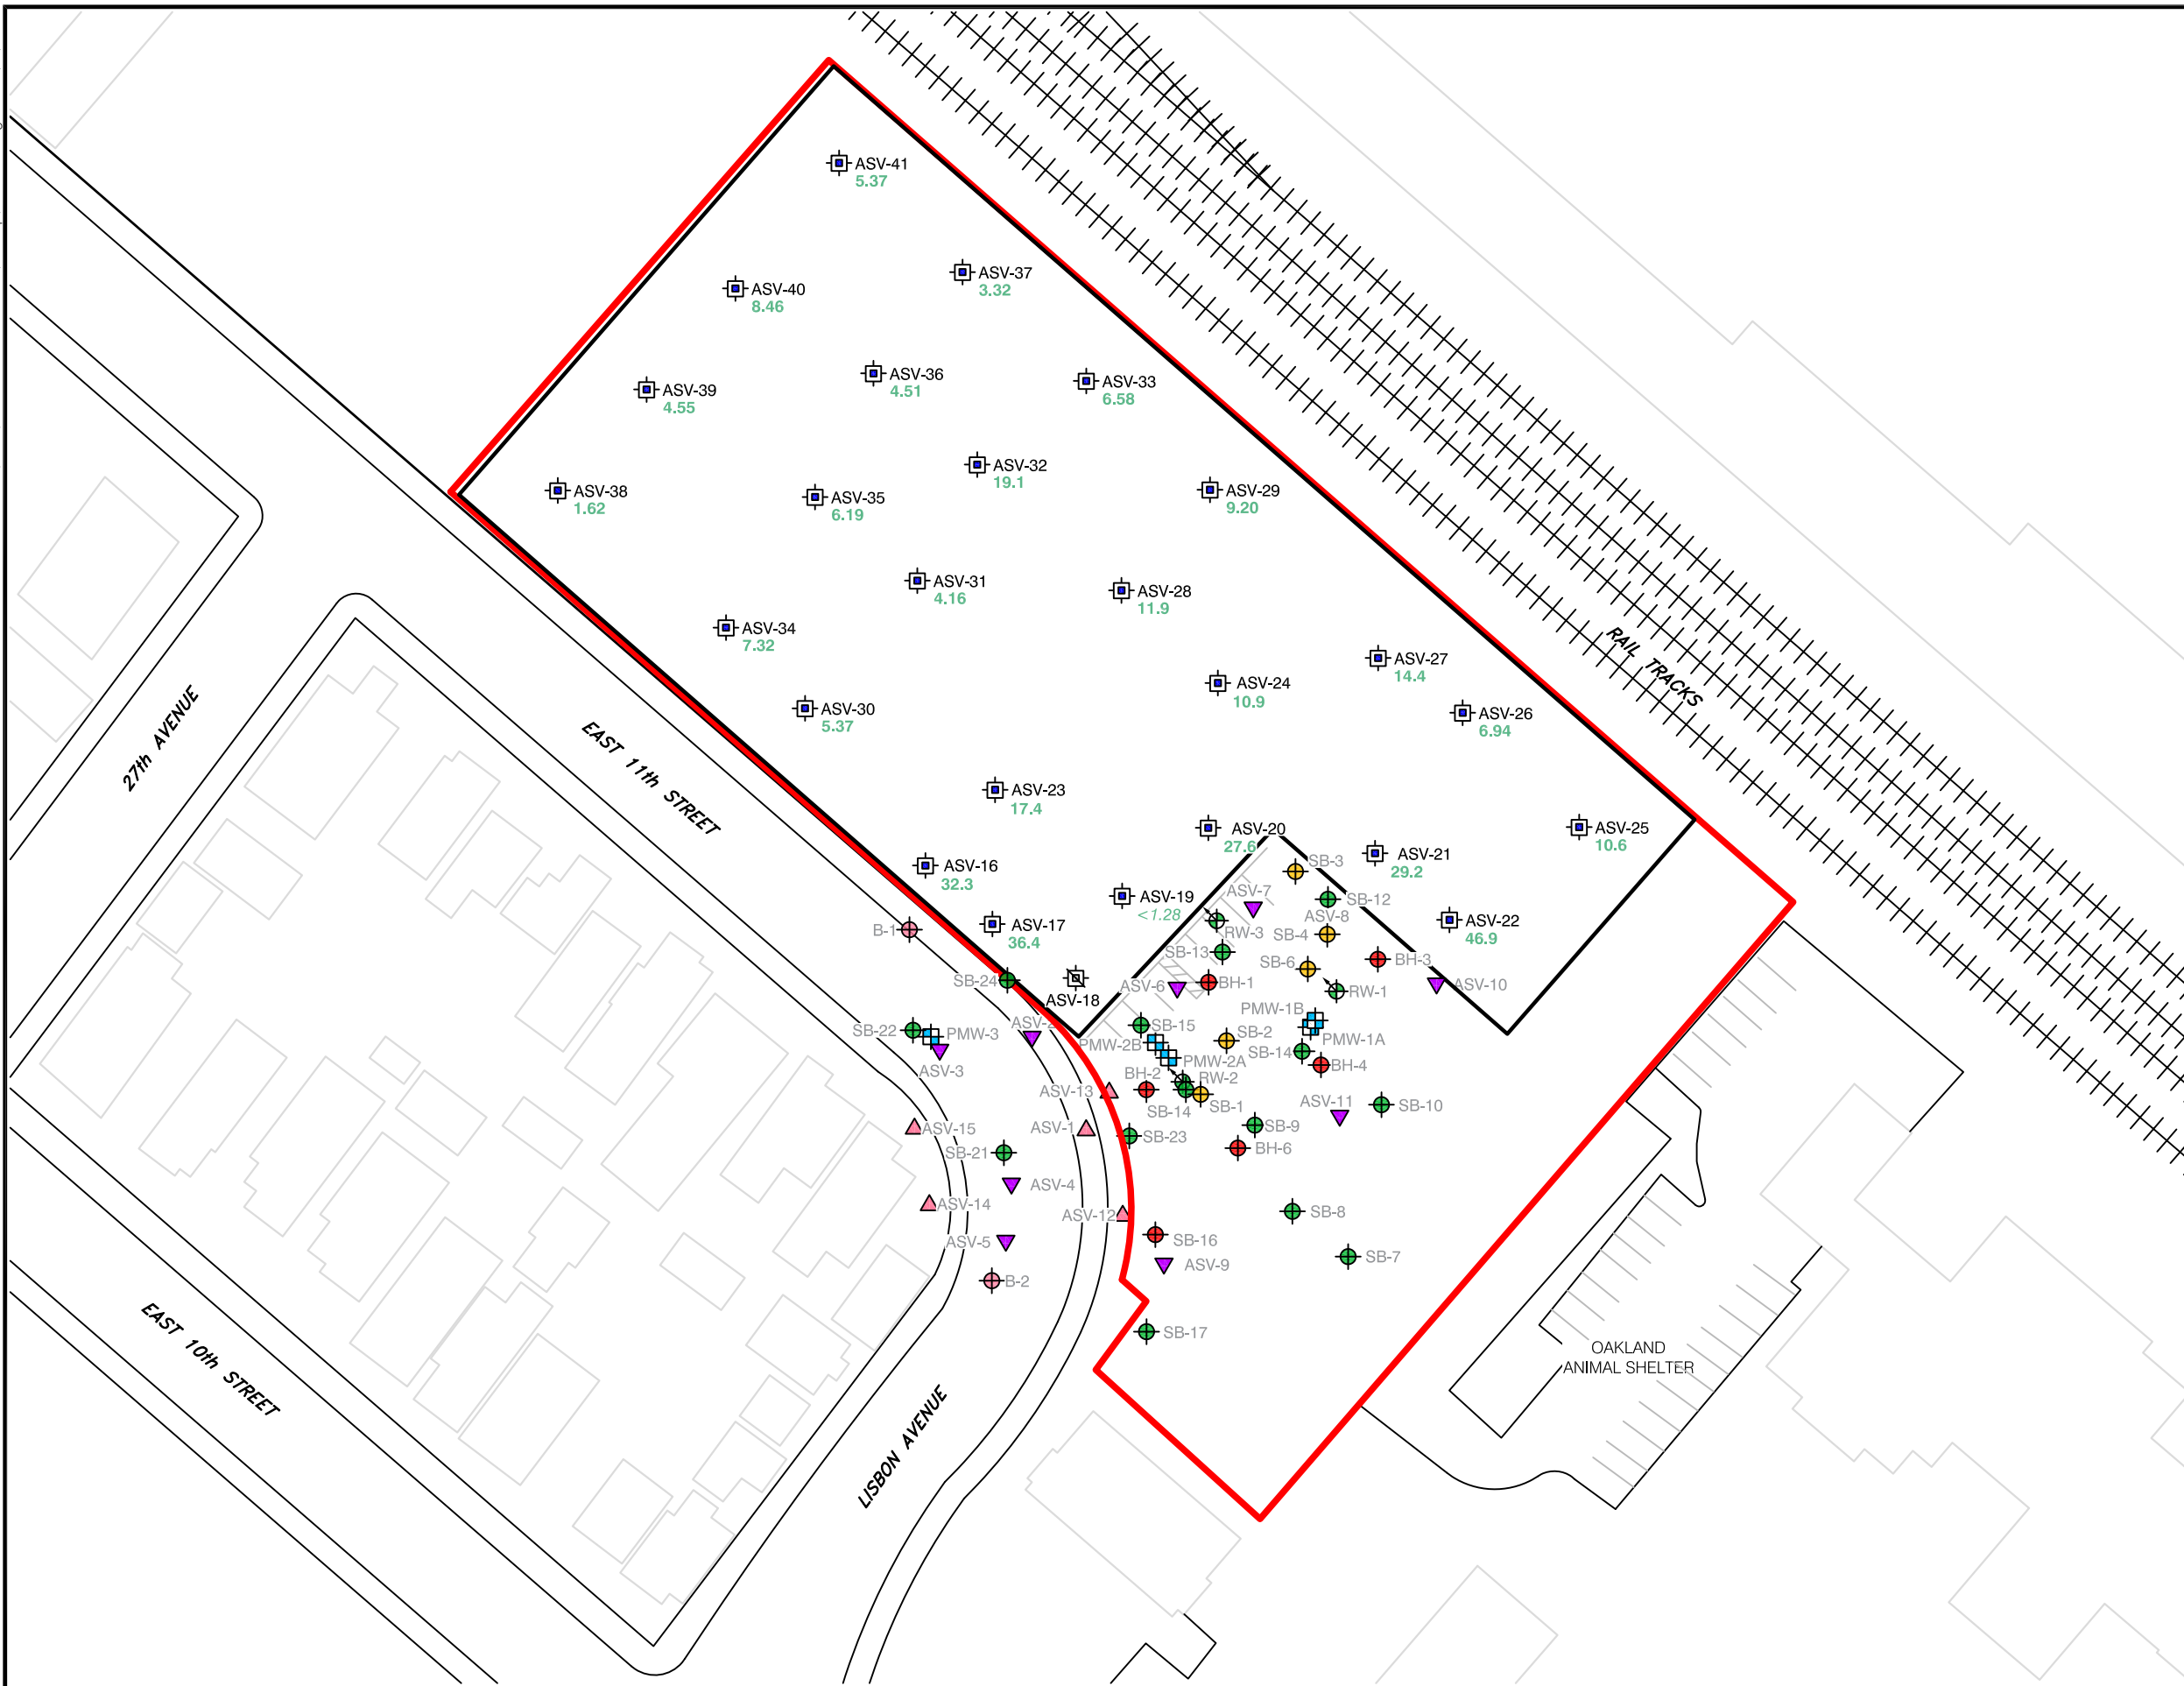 ASV-41
5.37
ASV-37
3.32
ASV-40
8.46
ASV-36
4.51
ASV-33
6.58
ASV-39
4.55
ASV-32
19.1
ASV-38
1.62
ASV-35
6.19
ASV-29
9.20
ASV-31
4.16
ASV-28
11.9
ASV-34
7.32
ASV-27
14.4
ASV-24
10.9
RAIL TRACKS
ASV-30
5.37
ASV-26
6.94
27th AVENUE
EAST 11th STREET
ASV-23
17.4
ASV-20
27.6
ASV-25
10.6
ASV-21
29.2
SB-3
ASV-16
32.3
ASV-19
<1.28
ASV-7
SB-12
ASV-8
ASV-22
46.9
ASV-17
36.4
B-1
RW-3
SB-4
SB-13
SB-6
BH-3
SB-24
ASV-18
ASV-6
BH-1
RW-1
ASV-10
PMW-1B
SB-22
PMW-3
ASV-2
SB-15
SB-2
PMW-1A
PMW-2B
SB-14
ASV-3
PMW-2A
BH-4
BH-2
RW-2
ASV-13
SB-14
SB-1
ASV-11
SB-10
ASV-15
ASV-1
SB-23
SB-9
SB-21
BH-6
ASV-4
ASV-14
ASV-12
SB-8
ASV-5
SB-16
SB-7
ASV-9
B-2
SB-17
EAST 10th STREET
LISBON AVENUE
OAKLAND
ANIMAL SHELTER